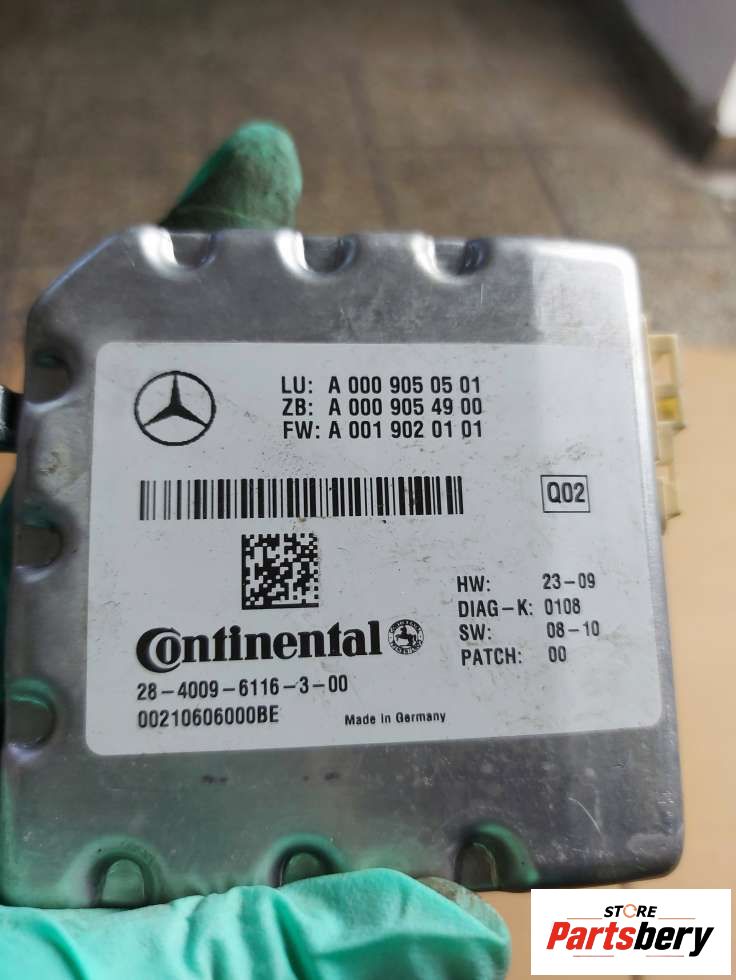 LU: A 000 905 05 01
ZB: A 000 905 49 00
FW: A 001 902 01 01
Q02
HW: 23-09
DIAG-K: 0108
SW: 08-10
PATCH: 00
Continental
28-4009-6116-3-00
00210606000BE
Made in Germany
STORE
Partsbery